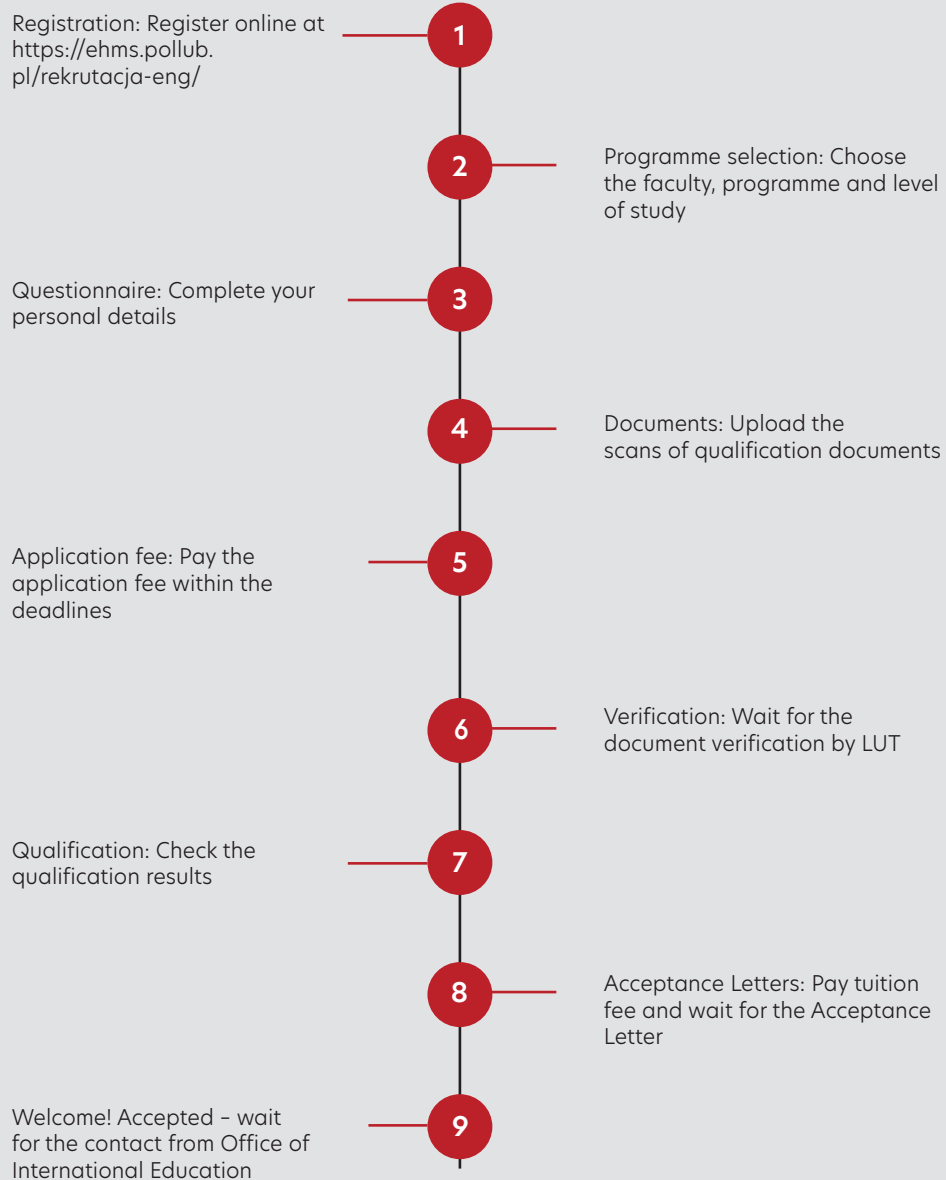 Registration: Register online at
https://ehms.pollub.
pl/rekrutacja-eng/
1
2
Programme selection: Choose
the faculty, programme and level
of study
Questionnaire: Complete your
personal details
3
4
Documents: Upload the
scans of qualification documents
Application fee: Pay the
application fee within the
deadlines
5
6
Verification: Wait for the
document verification by LUT
Qualification: Check the
qualification results
7
8
Acceptance Letters: Pay tuition
fee and wait for the Acceptance
Letter
Welcome! Accepted – wait
for the contact from Office of
International Education
9